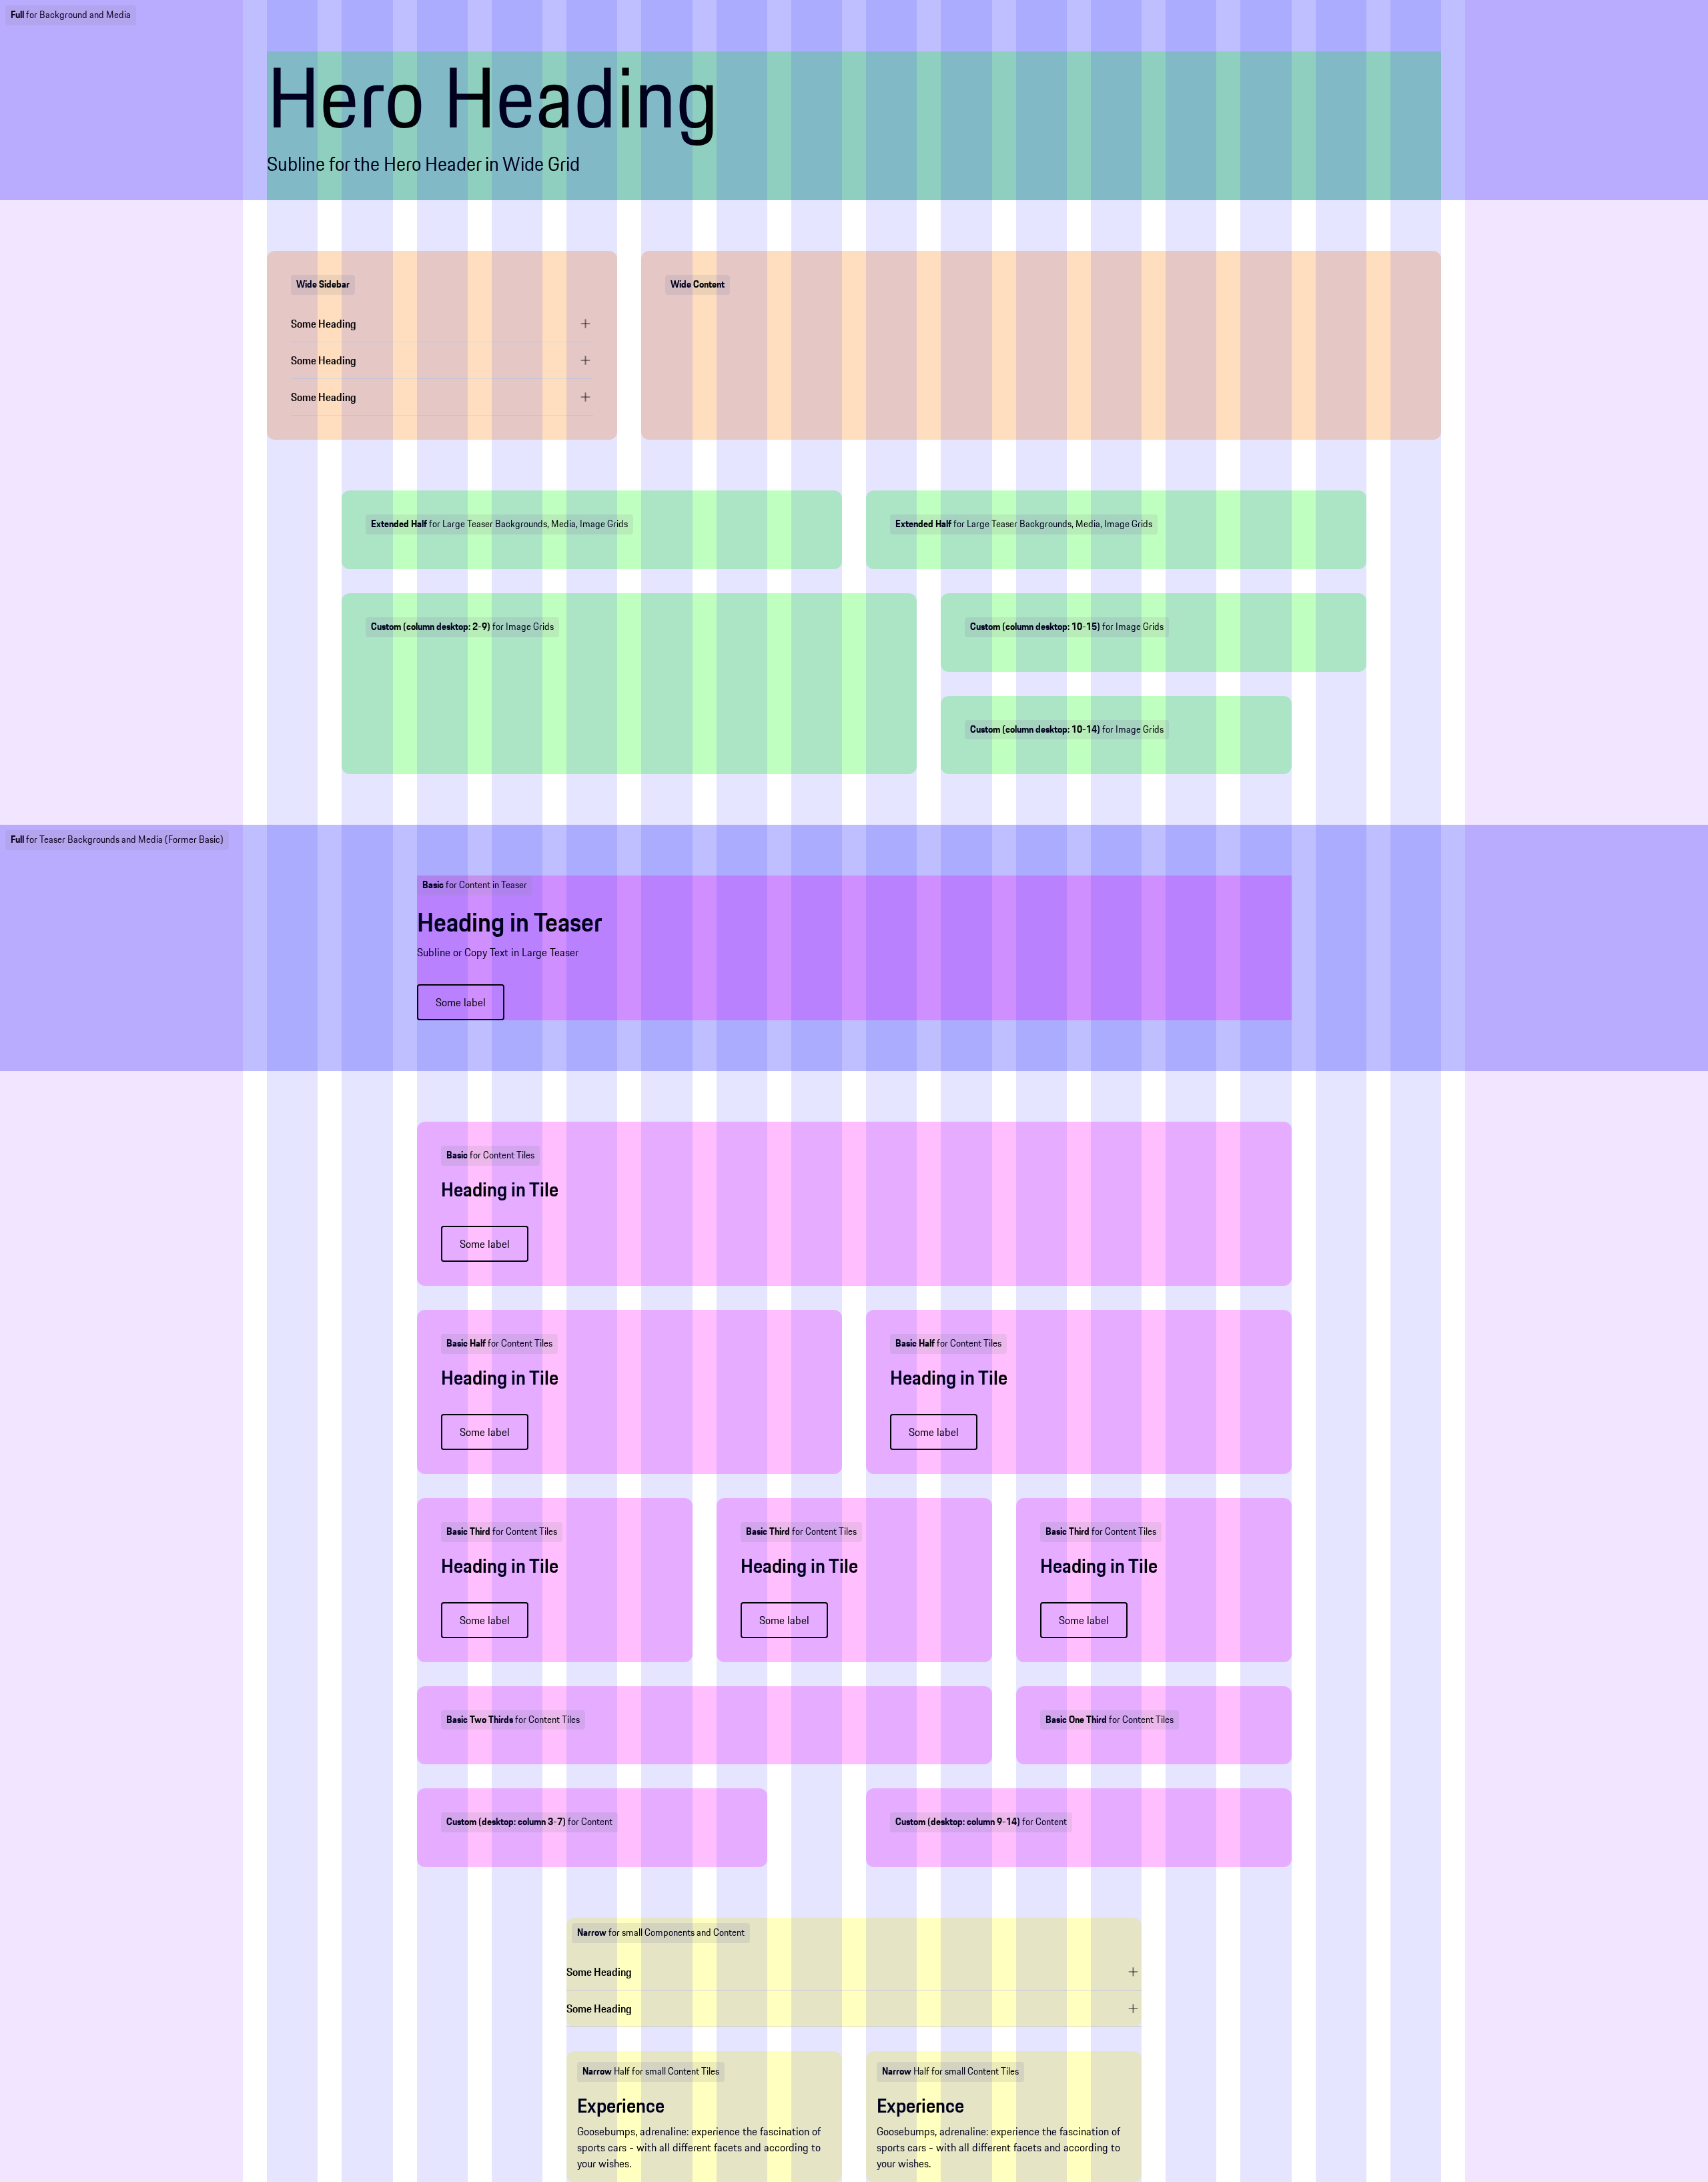 Full for Background and Media
Hero Heading
Subline for the Hero Header in Wide Grid
Wide Sidebar
Some Heading
Some Heading
Some Heading
Wide Content
Extended Half for Large Teaser Backgrounds, Media, Image Grids
Extended Half for Large Teaser Backgrounds, Media, Image Grids
Custom (column desktop: 2-9) for Image Grids
Custom (column desktop: 10-15) for Image Grids
Custom (column desktop: 10-14) for Image Grids
Full for Teaser Backgrounds and Media (Former Basic)
Basic for Content in Teaser
Heading in Teaser
Subline or Copy Text in Large Teaser
Some label
Basic for Content Tiles
Heading in Tile
Some label
Basic Half for Content Tiles
Heading in Tile
Some label
Basic Half for Content Tiles
Heading in Tile
Some label
Basic Third for Content Tiles
Heading in Tile
Some label
Basic Third for Content Tiles
Heading in Tile
Some label
Basic Third for Content Tiles
Heading in Tile
Some label
Basic Two Thirds for Content Tiles
Basic One Third for Content Tiles
Custom (desktop: column 3-7) for Content
Custom (desktop: column 9-14) for Content
Narrow for small Components and Content
Some Heading
Some Heading
Narrow Half for small Content Tiles
Experience
Goosebumps, adrenaline: experience the fascination of
sports cars - with all different facets and according to
your wishes.
Narrow Half for small Content Tiles
Experience
Goosebumps, adrenaline: experience the fascination of
sports cars - with all different facets and according to
your wishes.